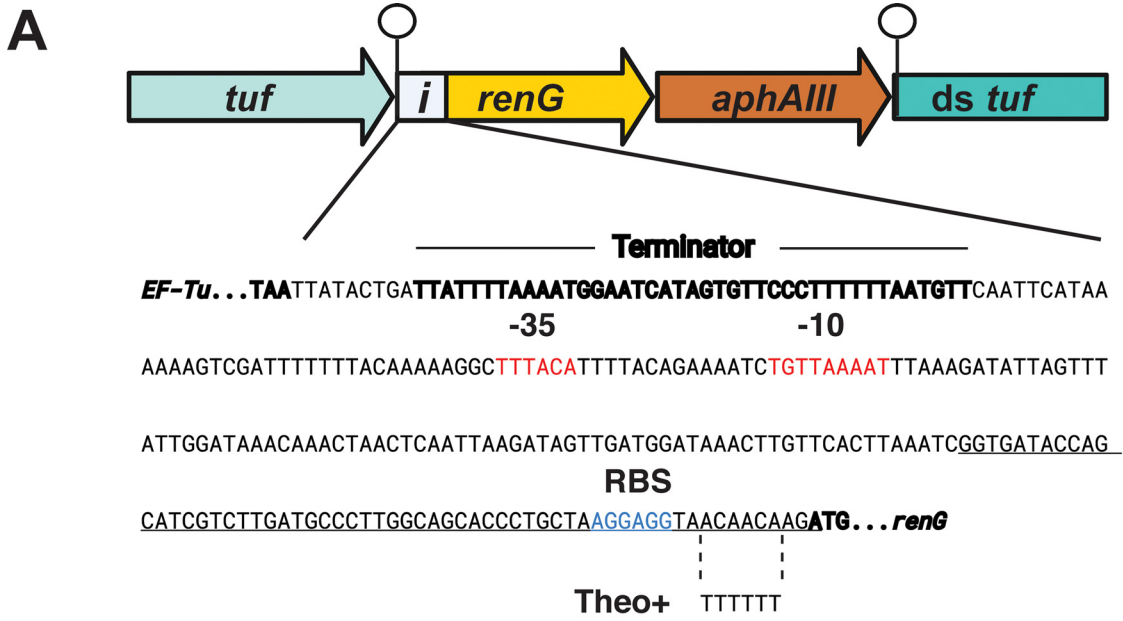 A
tuf i renG aphAIII ds tuf
Terminator
EF-Tu...TAATTATACTGATTATTTTAAAATGGAATCATAGTGTTCCCTTTTTTAATGTTCAATTCATAA
-35 -10
AAAAGTCGATTTTTTTACAAAAAGGCTTTACATTTTACAGAAAATCTGTTAAAATTTAAAGATATTAGTTT
ATTGGATAAACAAACTAACTCAATTAAGATAGTTGATGGATAAACTTGTTCACTTAAATCGGTGATACCAG
RBS
CATCGTCTTGATGCCCTTGGCAGCACCCTGCTAAGGAGGTAACAACAAGATG...renG
Theo+ TTTTTT